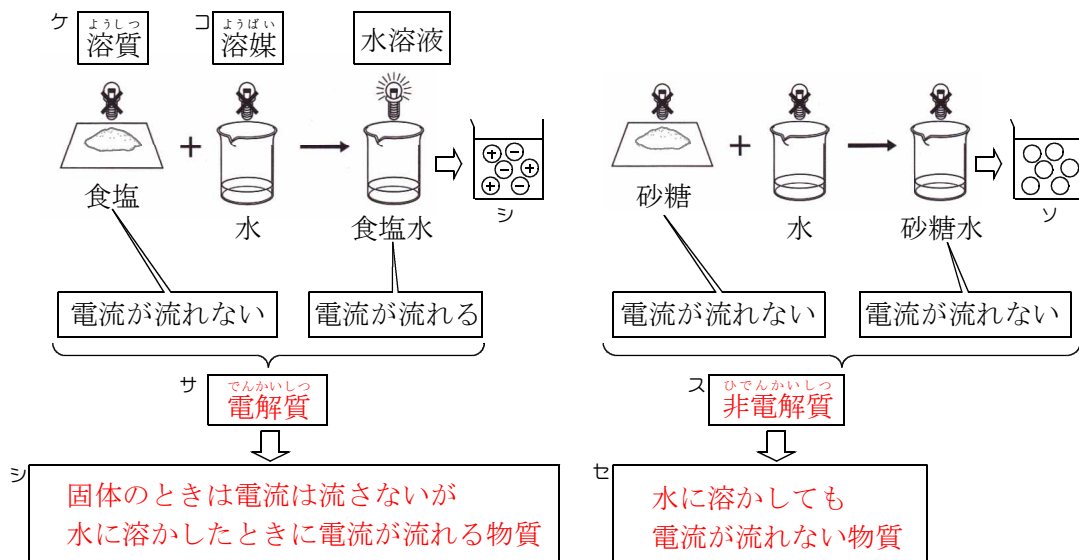 ケ 溶質 ようしつ
コ 溶媒 ようばい
水溶液
+
+
+ − − + + −
食塩
水
食塩水
シ
砂糖
水
砂糖水
ソ
電流が流れない
電流が流れる
電流が流れない
電流が流れない
サ 電解質 でんかいしつ
ス 非電解質 ひでんかいしつ
シ 固体のときは電流は流さないが
水に溶かしたときに電流が流れる物質
セ 水に溶かしても
電流が流れない物質